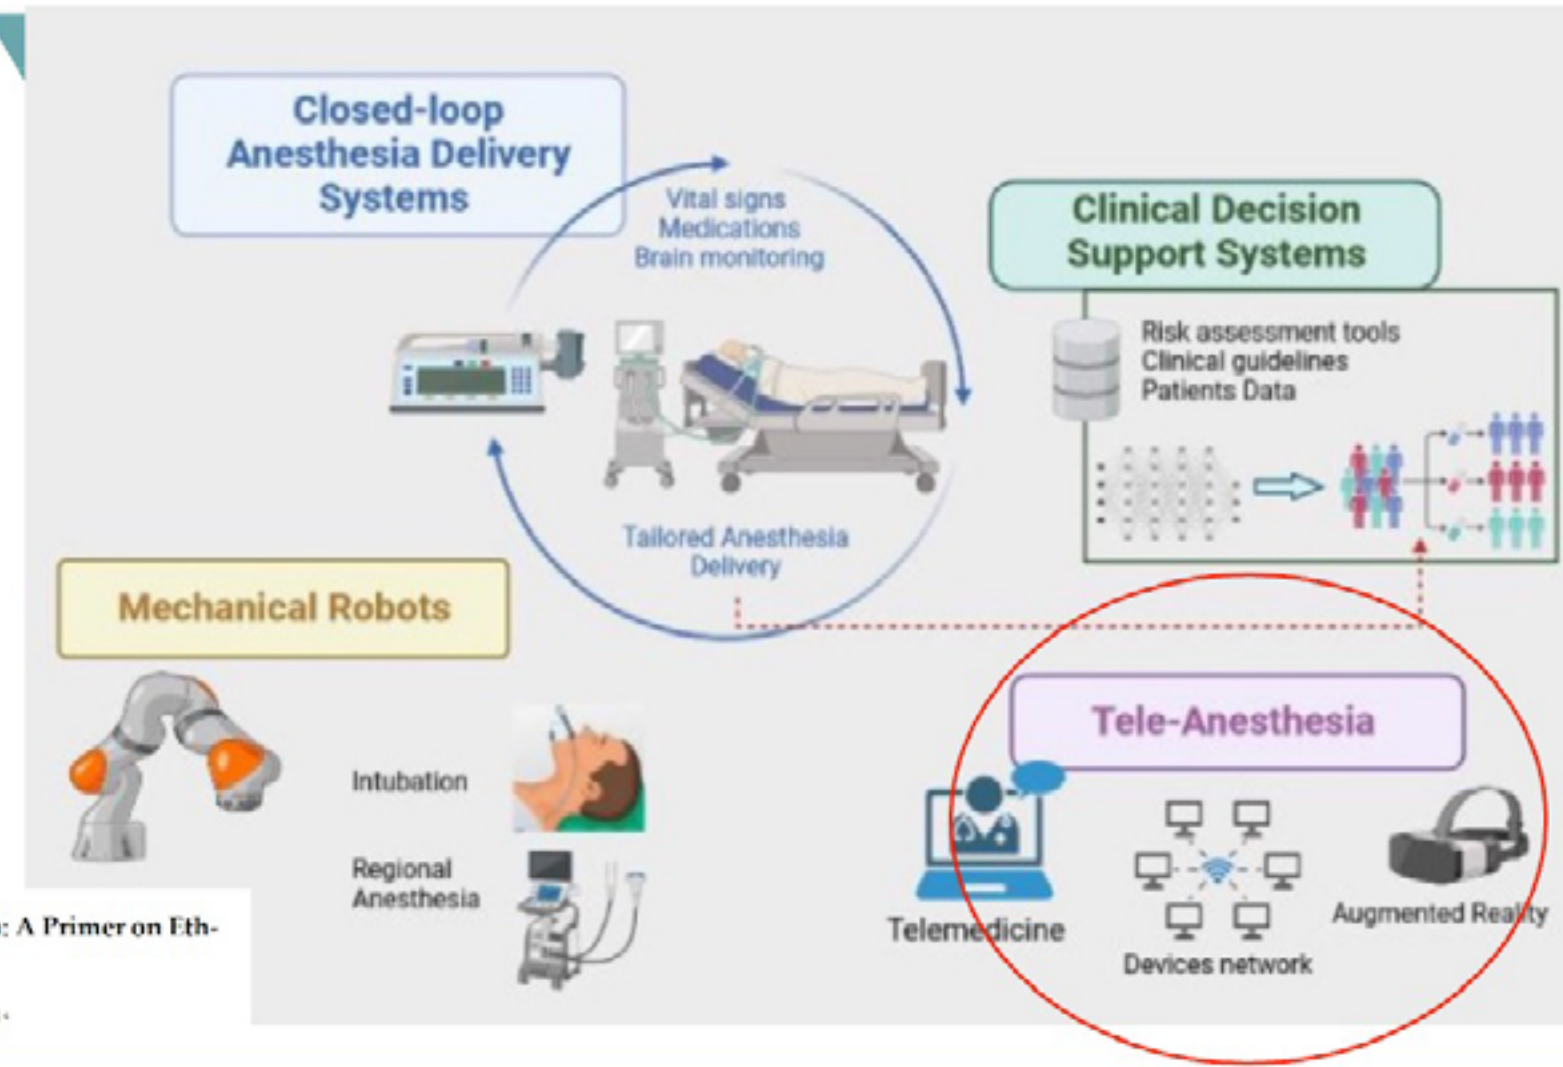 Closed-loop
Anesthesia Delivery
Systems
Vital signs
Medications
Brain monitoring
Tailored Anesthesia
Delivery
Clinical Decision
Support Systems
Risk assessment tools
Clinical guidelines
Patients Data
Mechanical Robots
Intubation
Regional
Anesthesia
Tele-Anesthesia
Telemedicine
Devices network
Augmented Reality
: A Primer on Eth-